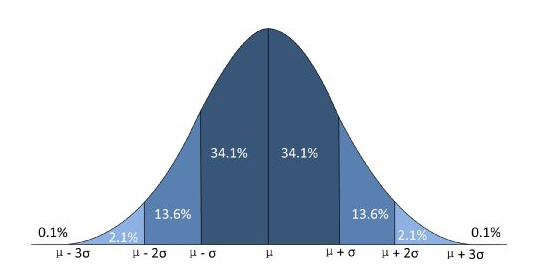 34.1% 34.1%
13.6% 13.6%
0.1% 2.1% 2.1% 0.1%
μ - 3σ μ - 2σ μ - σ μ μ + σ μ + 2σ μ + 3σ